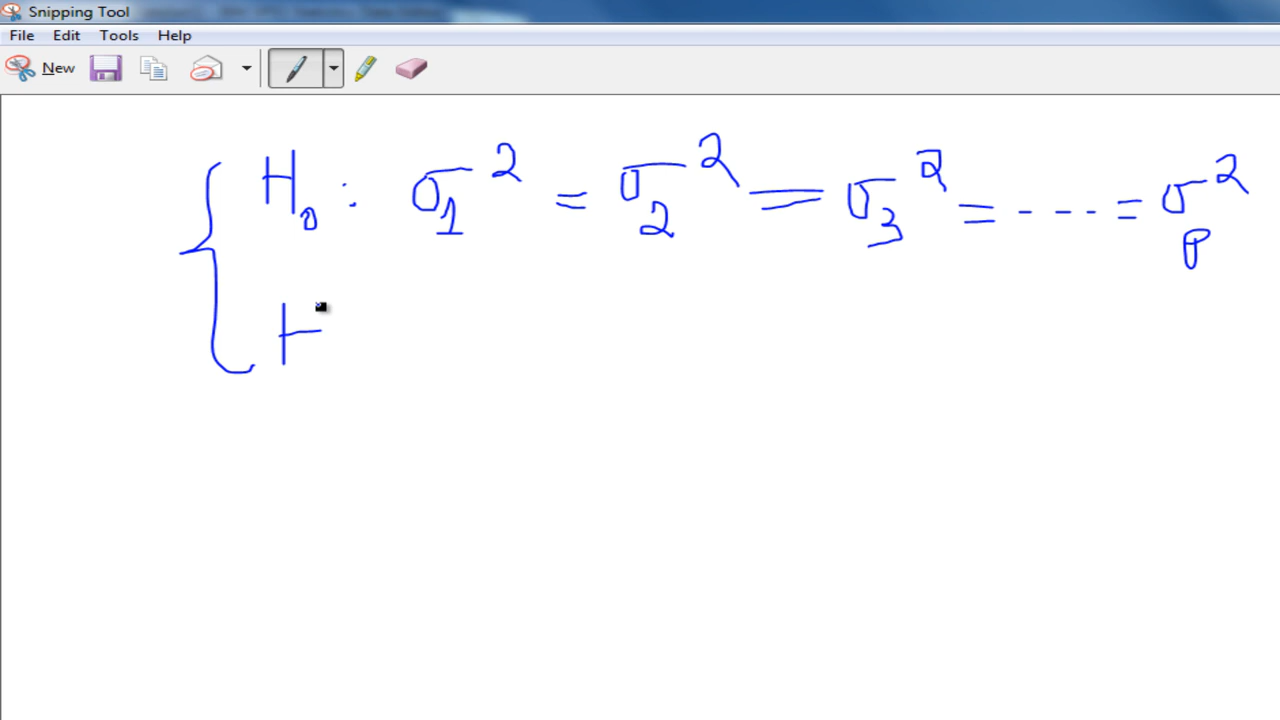 Snipping Tool
File Edit Tools Help
New
H₀ : σ₁² = σ₂² = σ₃² = - - - - = σₚ²
H